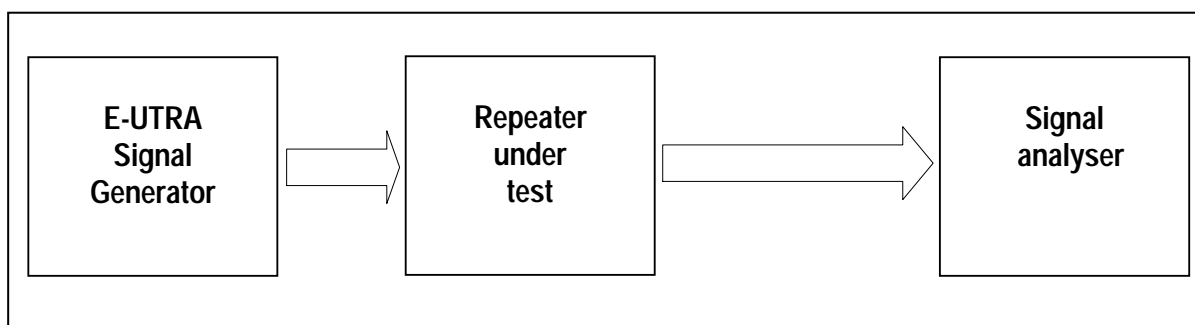 E-UTRA
Signal
Generator
Repeater
under
test
Signal
analyser